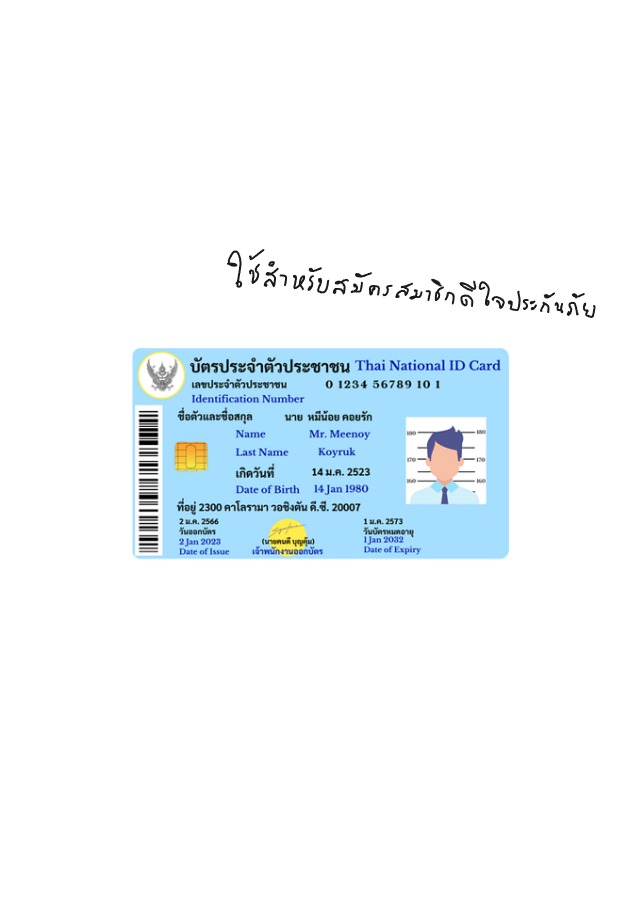 ใช้สำหรับสมัครสมาชิกดีใจประกันภัย
บัตรประจำตัวประชาชน Thai National ID Card
เลขประจำตัวประชาชน 0 1234 56789 10 1
Identification Number
ชื่อตัวและชื่อสกุล นาย หมีน้อย คอยรัก
Name Mr. Meenoy
Last Name Koyruk
เกิดวันที่ 14 ม.ค. 2523
Date of Birth 14 Jan 1980
ที่อยู่ 2300 คาโลรามา วอชิงตัน ดี.ซี. 20007
180 180
170 170
160 160
2 ม.ค. 2566
วันออกบัตร
2 Jan 2023
Date of Issue
(นายคนดี บุญคุ้ม)
เจ้าพนักงานออกบัตร
1 ม.ค. 2573
วันบัตรหมดอายุ
1 Jan 2032
Date of Expiry